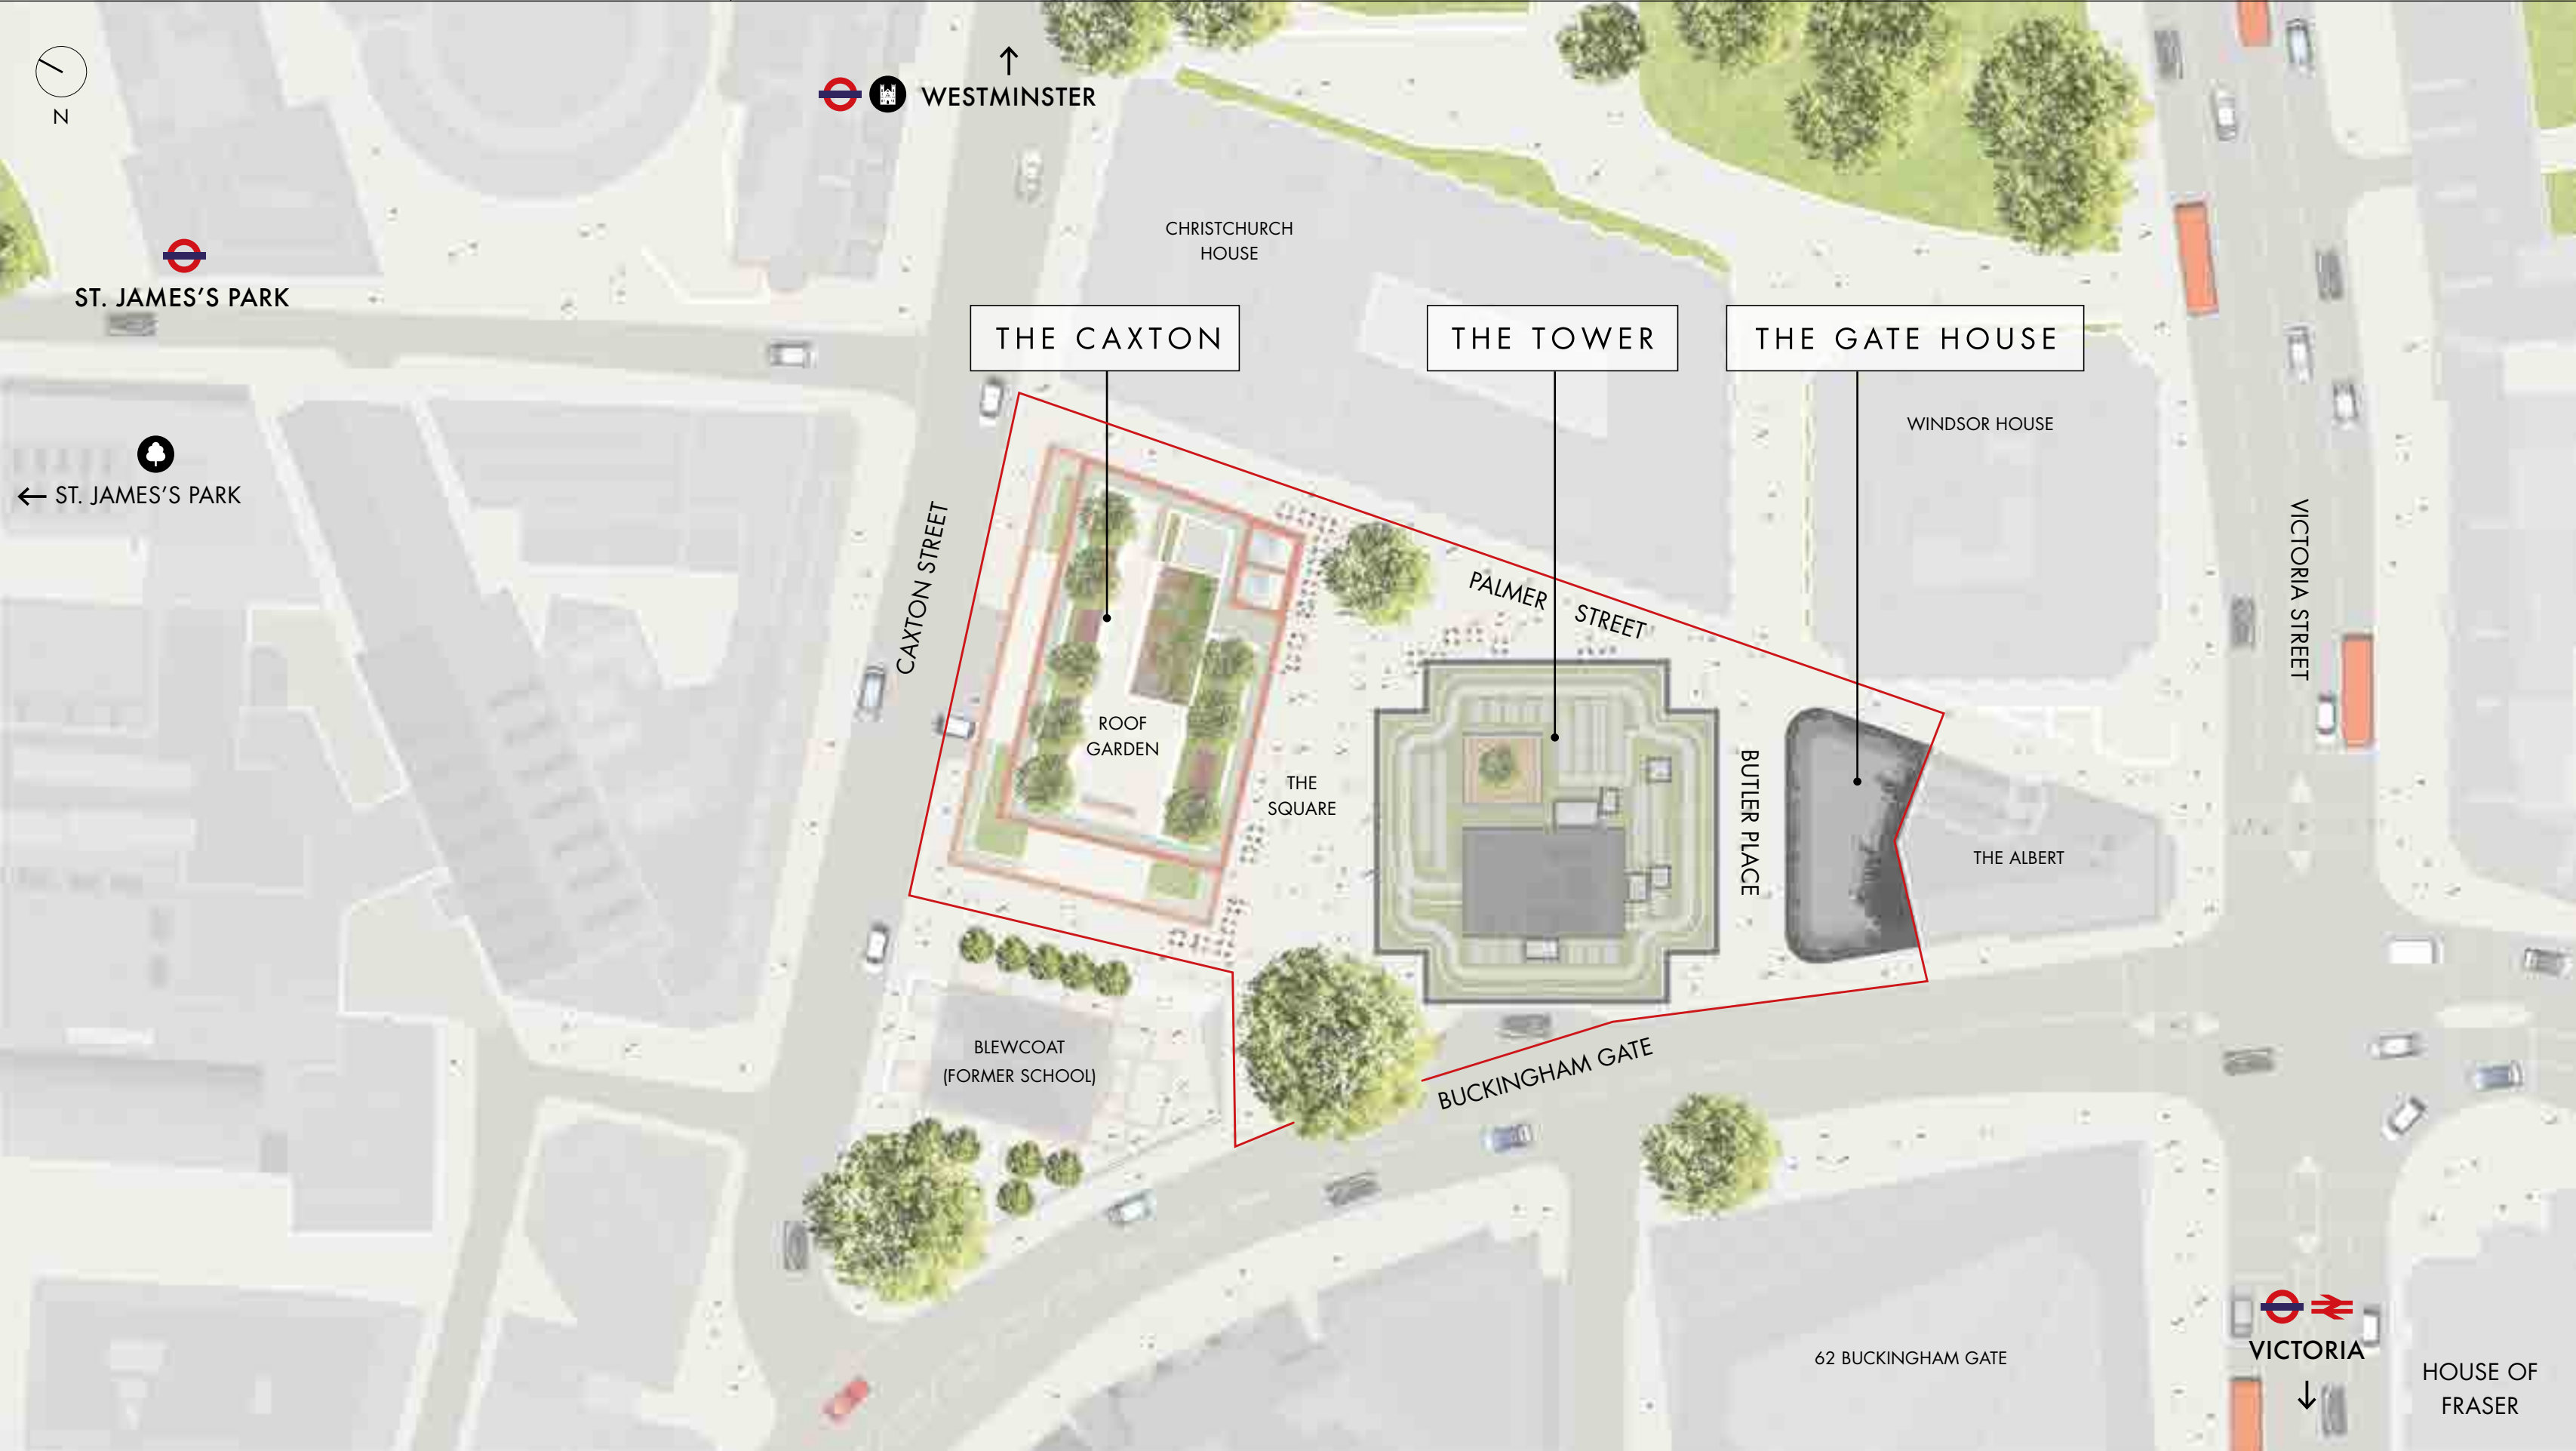 N
WESTMINSTER
ST. JAMES'S PARK
ST. JAMES'S PARK
CHRISTCHURCH
HOUSE
THE CAXTON
THE TOWER
THE GATE HOUSE
WINDSOR HOUSE
CAXTON STREET
PALMER STREET
VICTORIA STREET
ROOF
GARDEN
THE
SQUARE
BUTLER PLACE
THE ALBERT
BLEWCOAT
(FORMER SCHOOL)
BUCKINGHAM GATE
62 BUCKINGHAM GATE
VICTORIA
HOUSE OF
FRASER